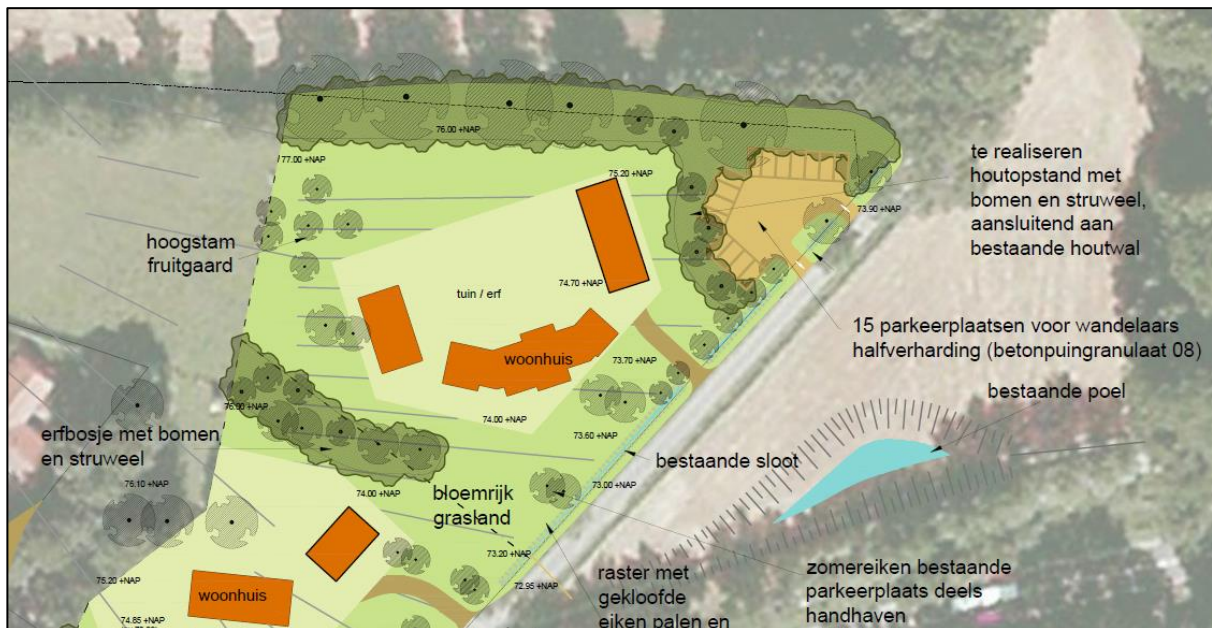 76.00 +NAP
77.00 +NAP
75.20 +NAP
te realiseren
houtopstand met
bomen en struweel,
aansluitend aan
bestaande houtwal
73.90 +NAP
hoogstam
fruitgaard
tuin / erf
74.70 +NAP
15 parkeerplaatsen voor wandelaars
halfverharding (betonpuingranulaat 08)
woonhuis
73.70 +NAP
bestaande poel
76.00 +NAP
74.00 +NAP
73.60 +NAP
erfbosje met bomen
en struweel
bestaande sloot
76.10 +NAP
74.00 +NAP
73.00 +NAP
bloemrijk
grasland
73.20 +NAP
72.95 +NAP
75.20 +NAP
woonhuis
74.85 +NAP
raster met
gekloofde
eiken palen en
zomereiken bestaande
parkeerplaats deels
handhaven